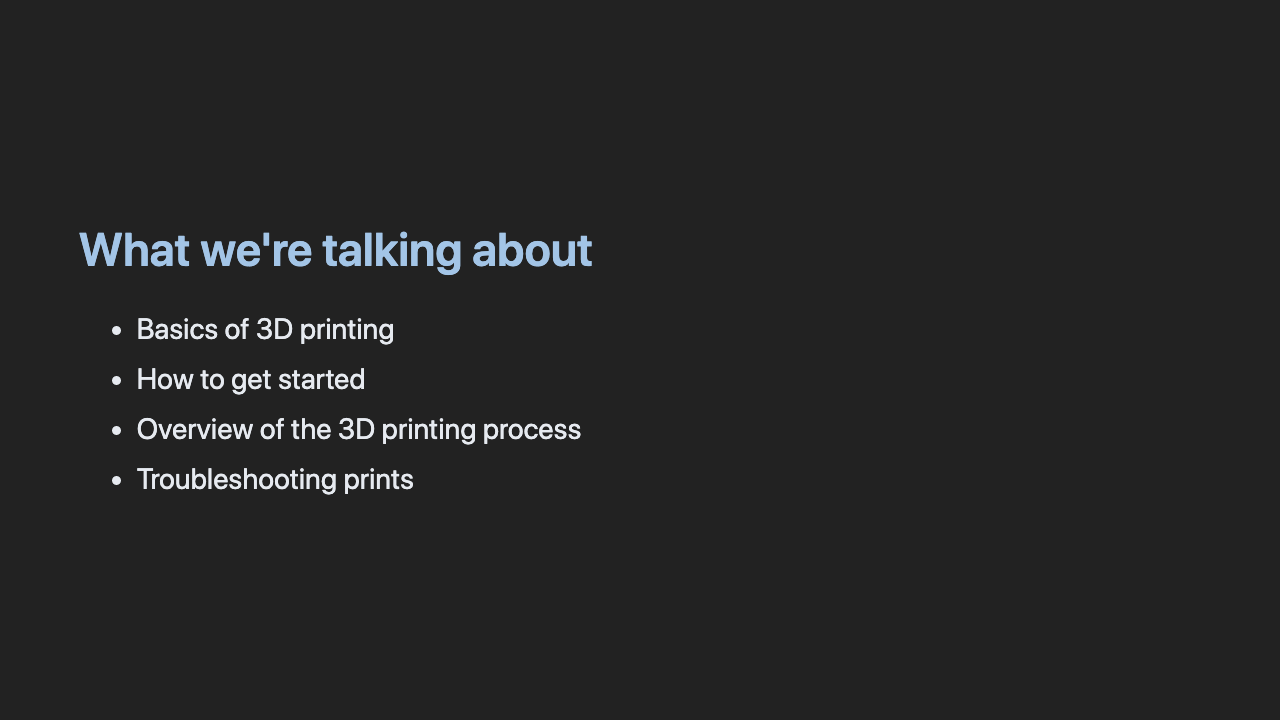 What we're talking about
• Basics of 3D printing
• How to get started
• Overview of the 3D printing process
• Troubleshooting prints